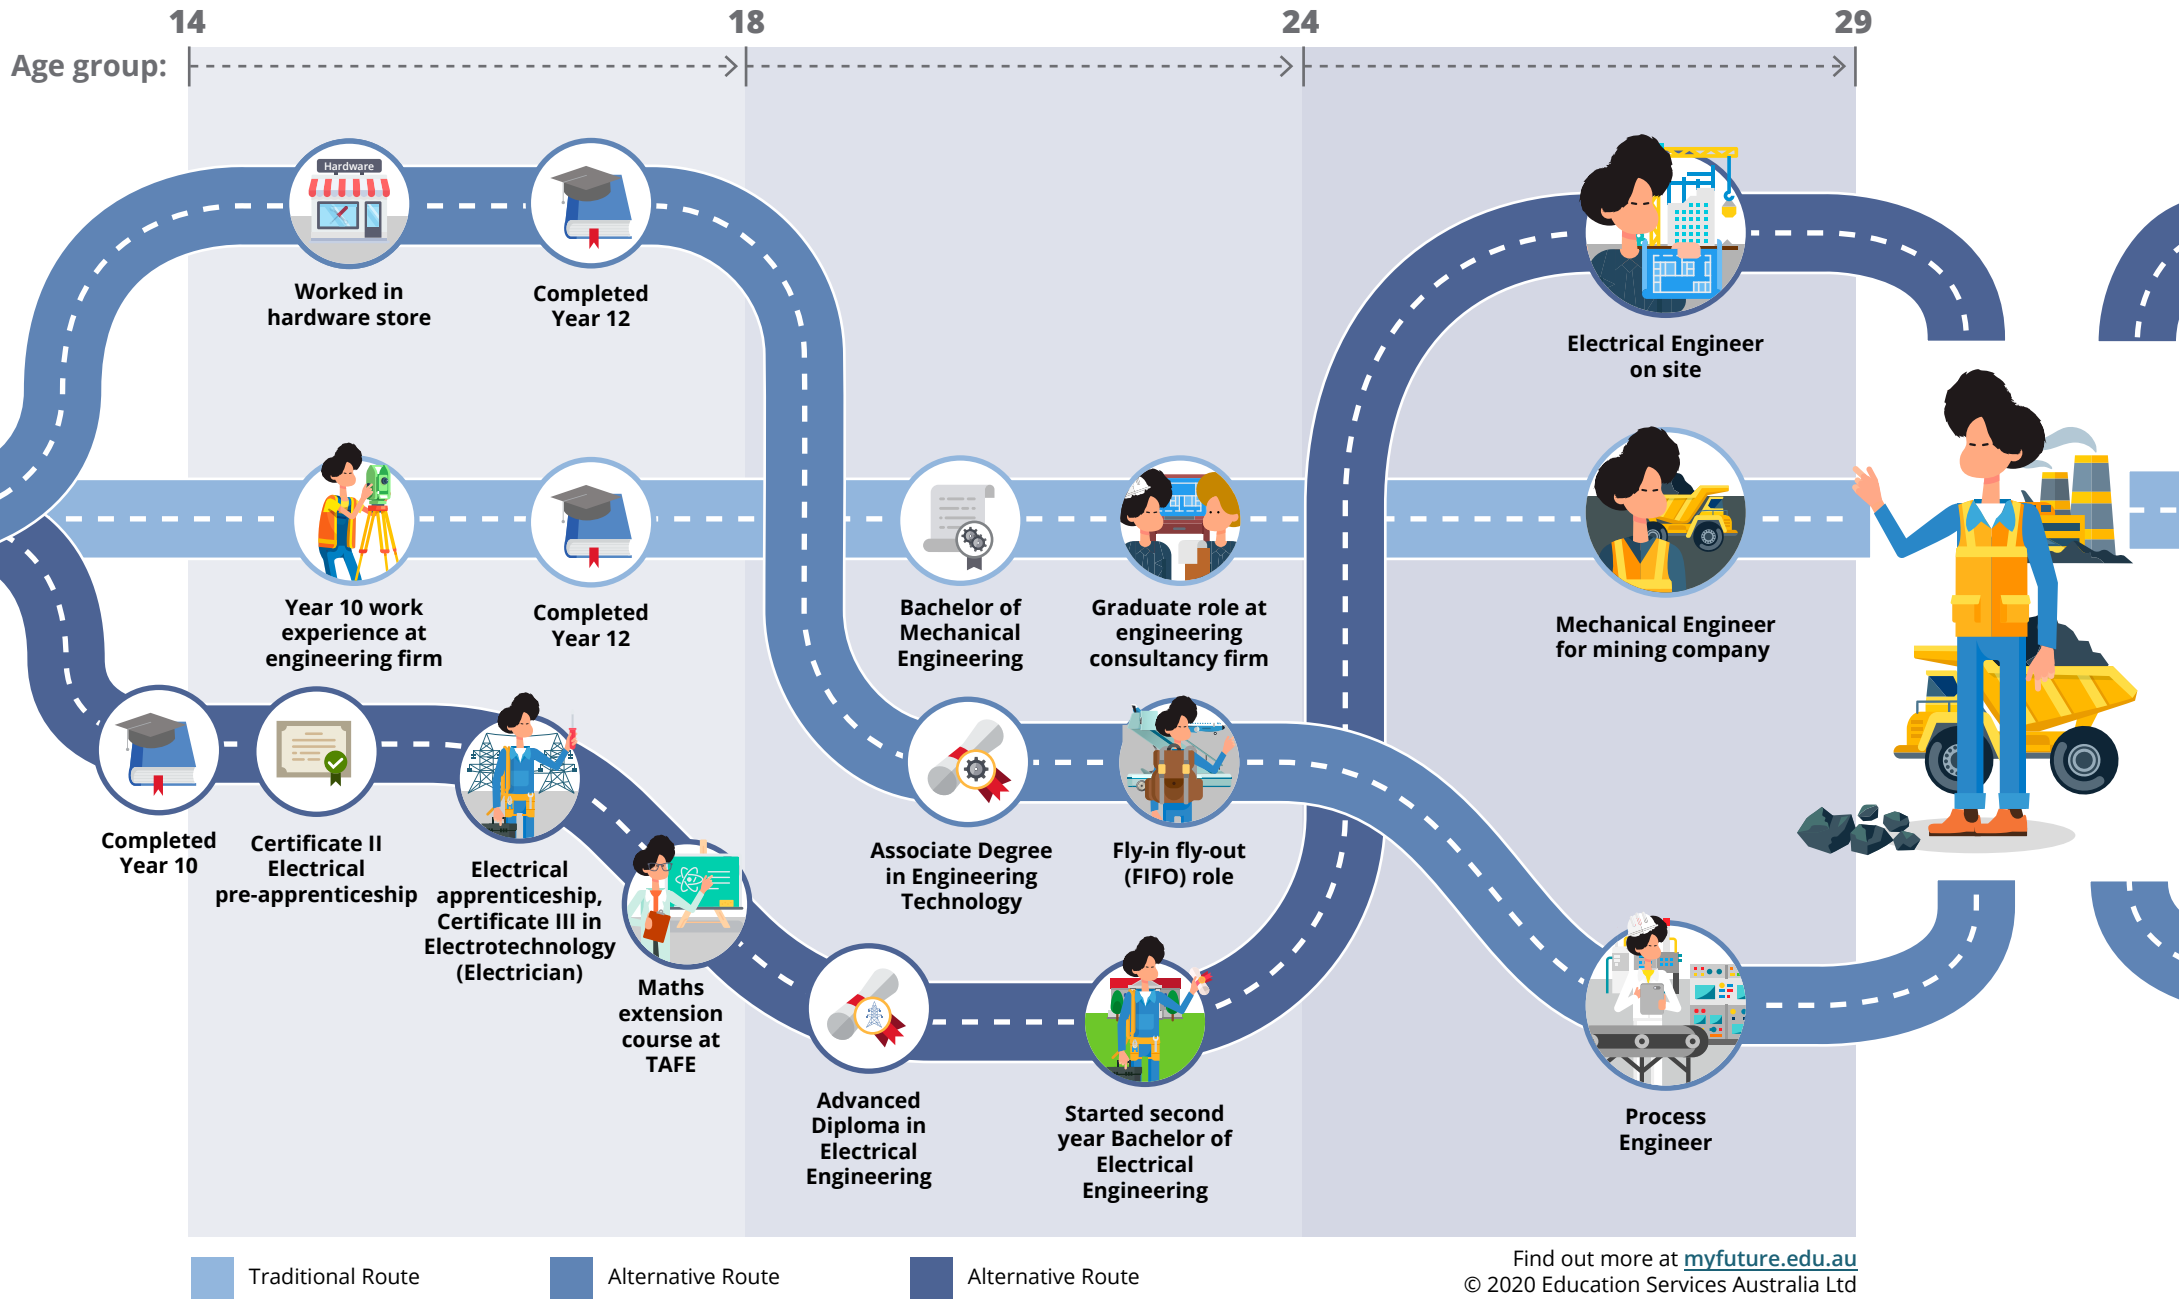 14
18
24
29
Age group:
Hardware
Worked in
hardware store
Completed
Year 12
Electrical Engineer
on site
Year 10 work
experience at
engineering firm
Completed
Year 12
Bachelor of
Mechanical
Engineering
Graduate role at
engineering
consultancy firm
Mechanical Engineer
for mining company
Completed
Year 10
Certificate II
Electrical
pre-apprenticeship
Electrical
apprenticeship,
Certificate III in
Electrotechnology
(Electrician)
Maths
extension
course at
TAFE
Associate Degree
in Engineering
Technology
Fly-in fly-out
(FIFO) role
Advanced
Diploma in
Electrical
Engineering
Started second
year Bachelor of
Electrical
Engineering
Process
Engineer
Traditional Route
Alternative Route
Alternative Route
Find out more at myfuture.edu.au
© 2020 Education Services Australia Ltd